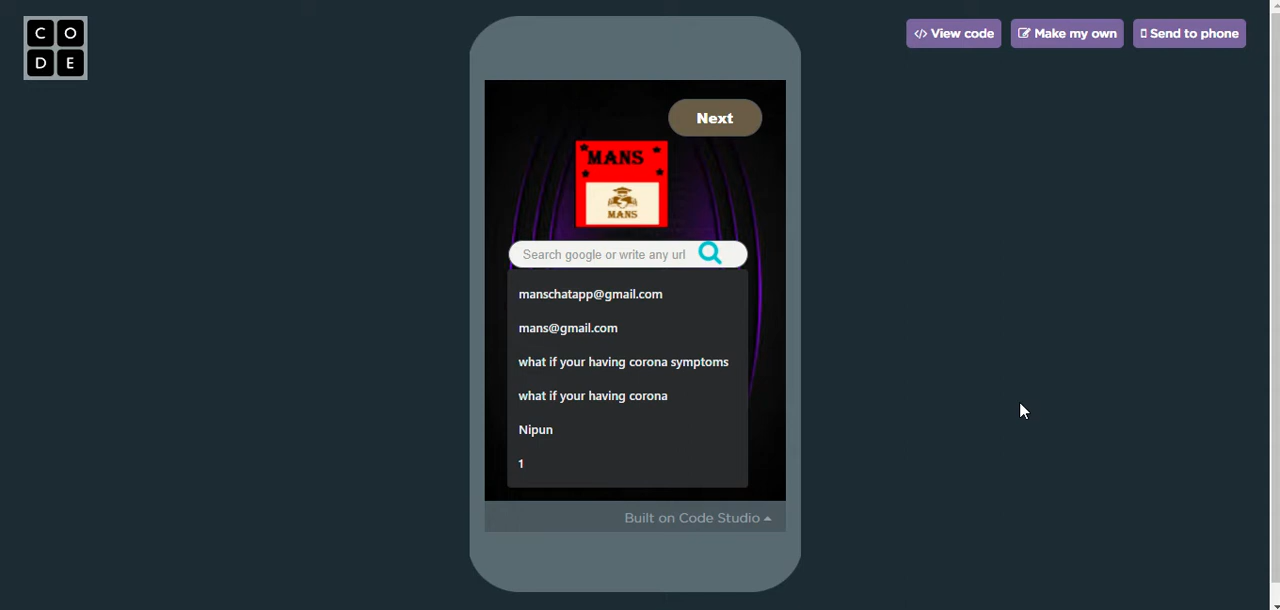 C O
D E
View code
Make my own
Send to phone
Next
MANS
MANS
Search google or write any url
manschatapp@gmail.com
mans@gmail.com
what if your having corona symptoms
what if your having corona
Nipun
1
Built on Code Studio